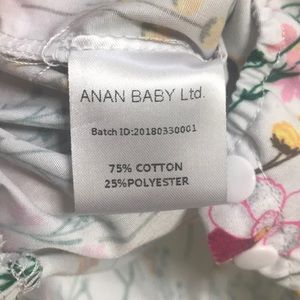 ANAN BABY Ltd.
Batch ID:20180330001
75% COTTON
25%POLYESTER